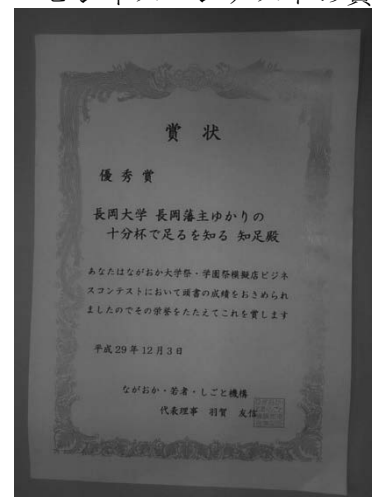 賞状
優秀賞
長岡大学 長岡藩主ゆかりの
十分杯で足るを知る 知足殿
あなたはながおか大学祭・学園祭模擬店ビジネ
スコンテストにおいて頭書の成績をおさめられ
ましたのでその栄誉をたたえてこれを賞します
平成29年12月3日
ながおか・若者・しごと機構
代表理事 羽賀 友信